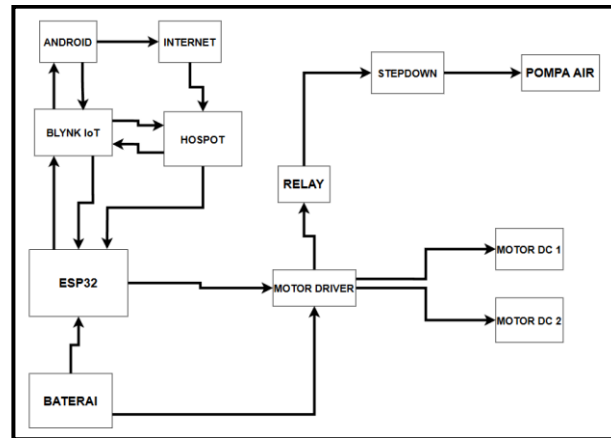 ANDROID
INTERNET
STEPDOWN
POMPA AIR
BLYNK IoT
HOSPOT
RELAY
MOTOR DC 1
ESP32
MOTOR DRIVER
MOTOR DC 2
BATERAI